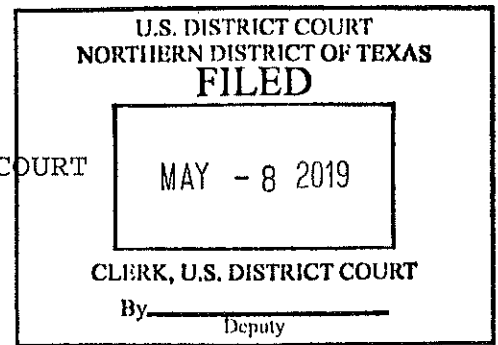 U.S. DISTRICT COURT
NORTHERN DISTRICT OF TEXAS
FILED
COURT
MAY - 8 2019
CLERK, U.S. DISTRICT COURT
By
Deputy